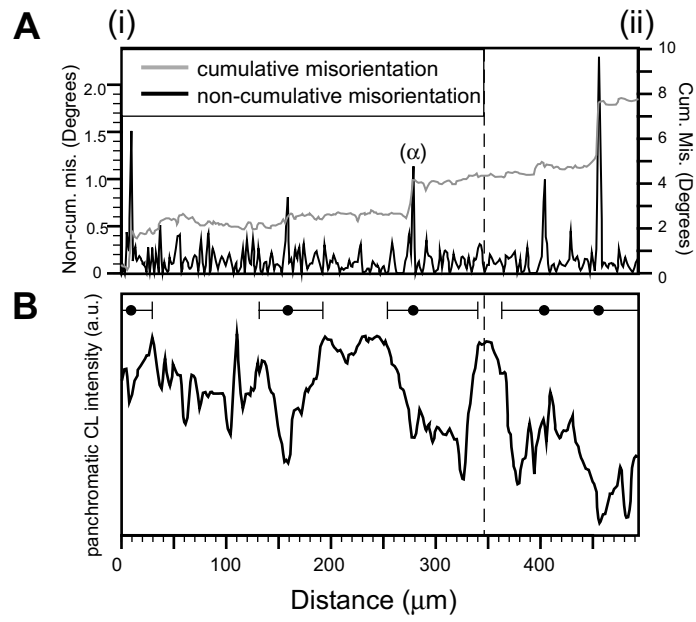 A
(i)
(ii)
cumulative misorientation
non-cumulative misorientation
(α)
Non-cum. mis. (Degrees)
2.0
1.5
1.0
0.5
0
10
8
6
4
2
0
Cum. Mis. (Degrees)
B
panchromatic CL intensity (a.u.)
0 100 200 300 400
Distance (μm)